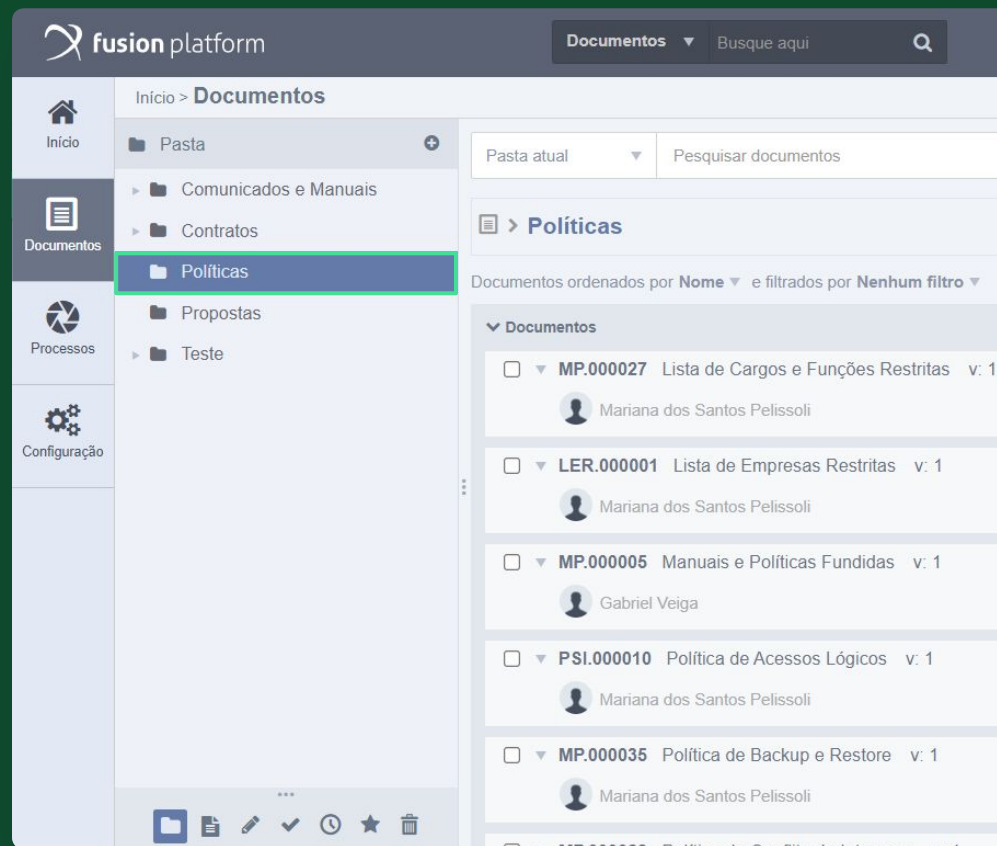 fusion platform
Documentos
Busque aqui
Início
Documentos
Processos
Configuração
Início > Documentos
Pasta
Comunicados e Manuais
Contratos
Políticas
Propostas
Teste
Pasta atual
Pesquisar documentos
> Políticas
Documentos ordenados por Nome e filtrados por Nenhum filtro
Documentos
MP.000027 Lista de Cargos e Funções Restritas v: 1
Mariana dos Santos Pelissoli
LER.000001 Lista de Empresas Restritas v: 1
Mariana dos Santos Pelissoli
MP.000005 Manuais e Políticas Fundidas v: 1
Gabriel Veiga
PSI.000010 Política de Acessos Lógicos v: 1
Mariana dos Santos Pelissoli
MP.000035 Política de Backup e Restore v: 1
Mariana dos Santos Pelissoli